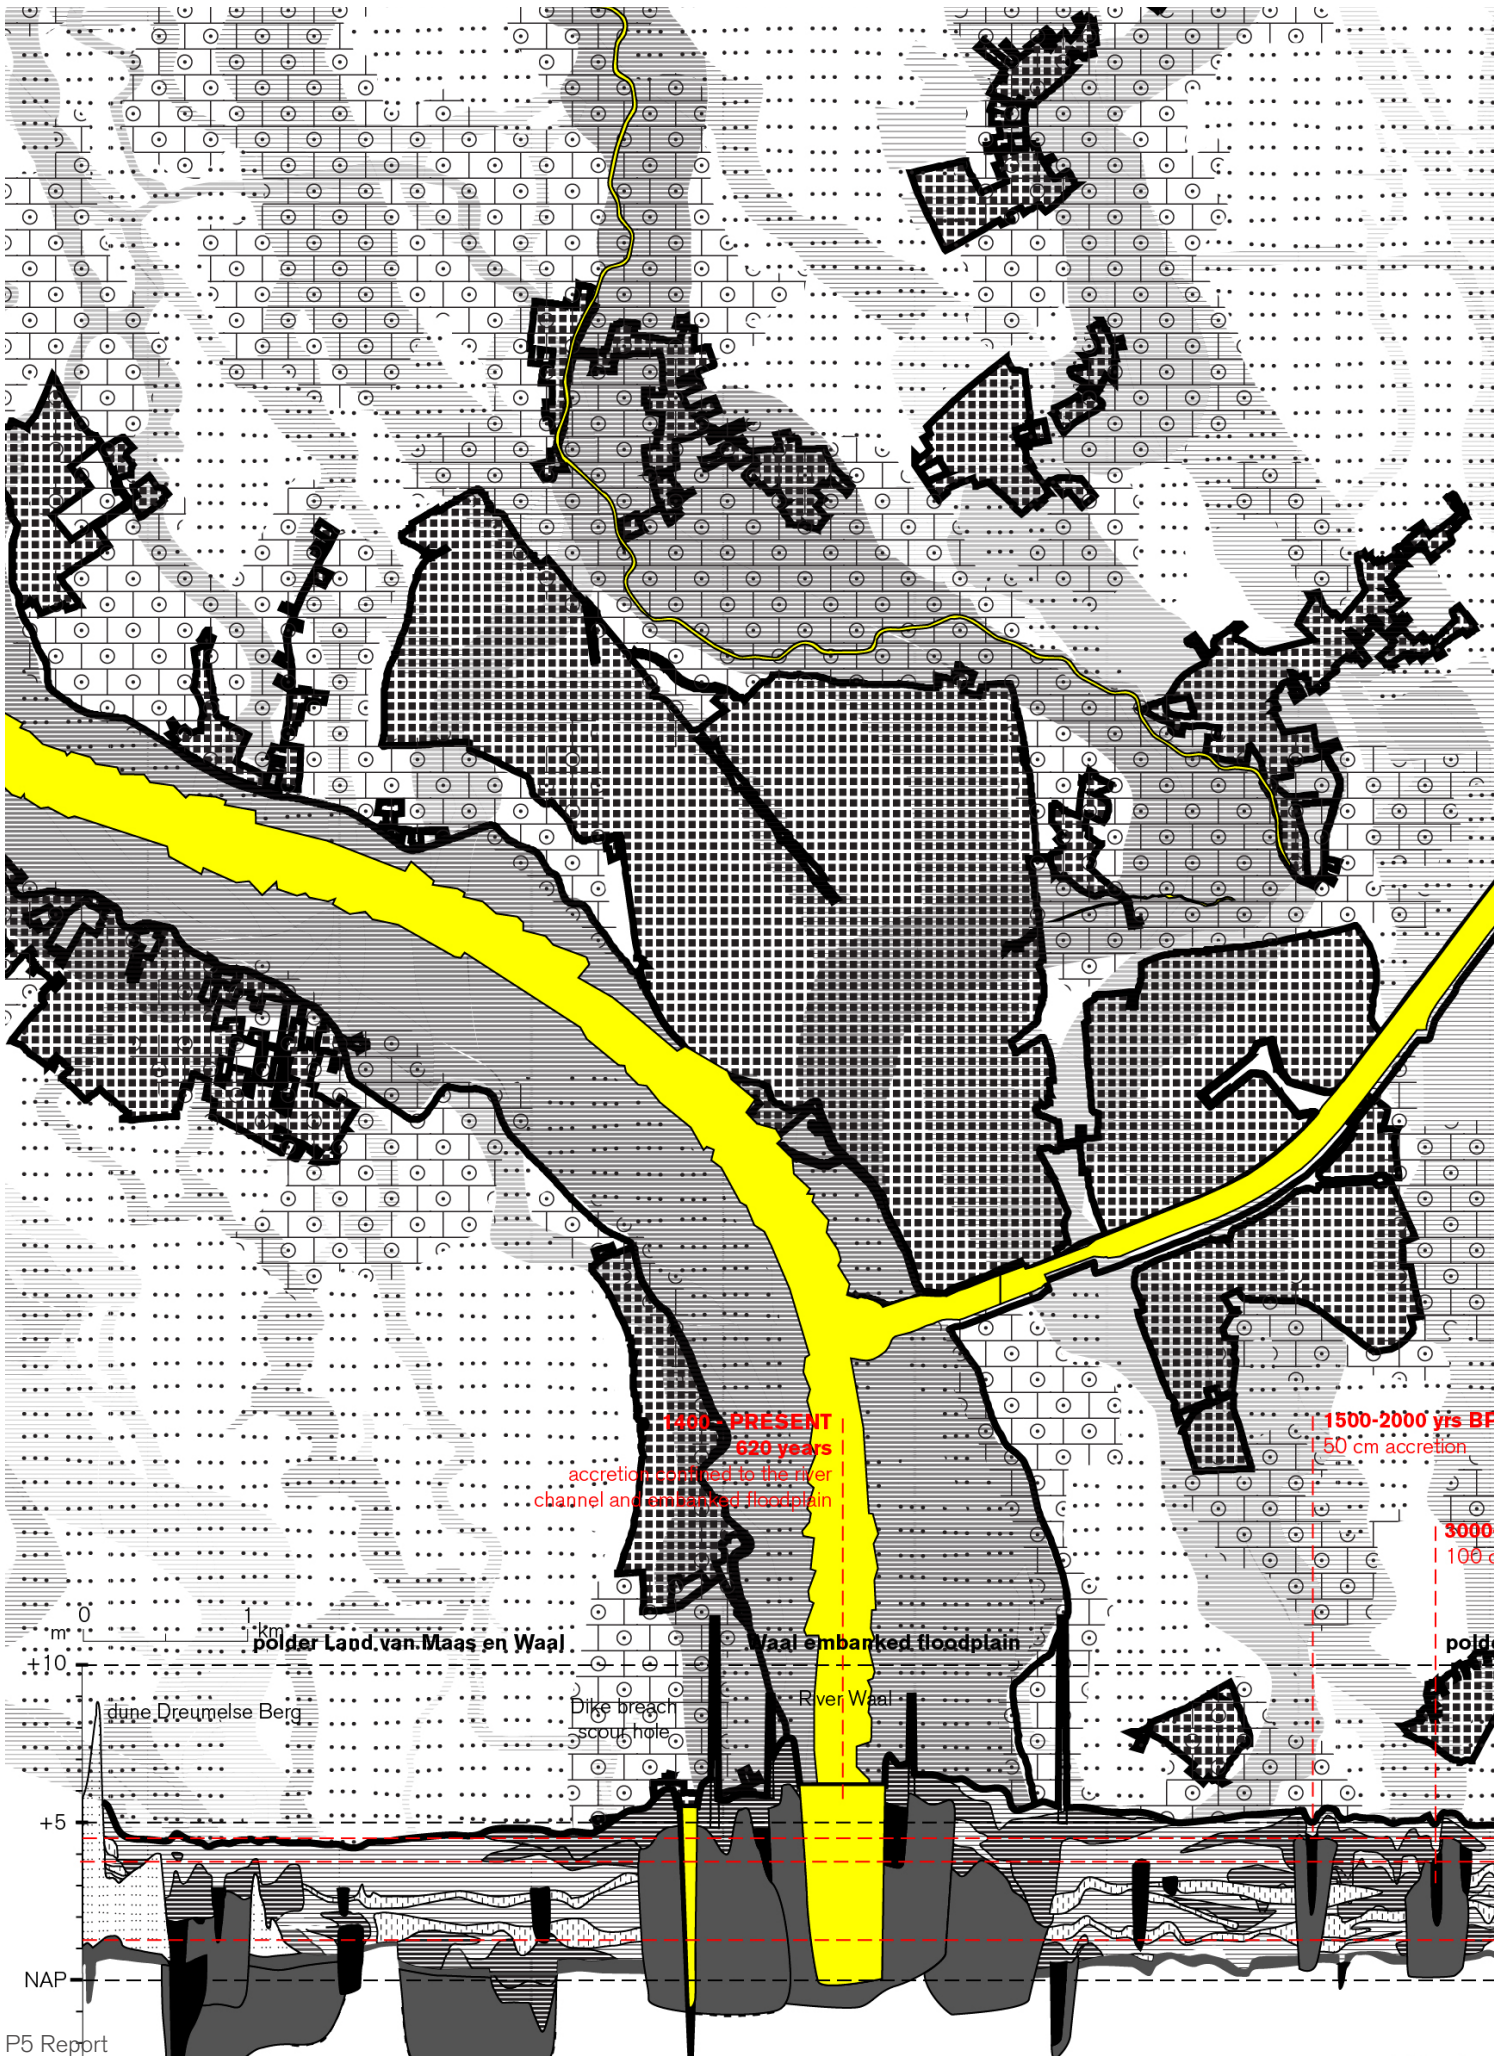 1400 - PRESENT
620 years
accretion confined to the river
channel and embanked floodplain
1500-2000 yrs BP
50 cm accretion
3000
100
0
1
km
m
polder Land van Maas en Waal
Waal embanked floodplain
+10
dune Dreumelse Berg
Dike breach
scour hole
River Waal
+5
NAP
P5 Report